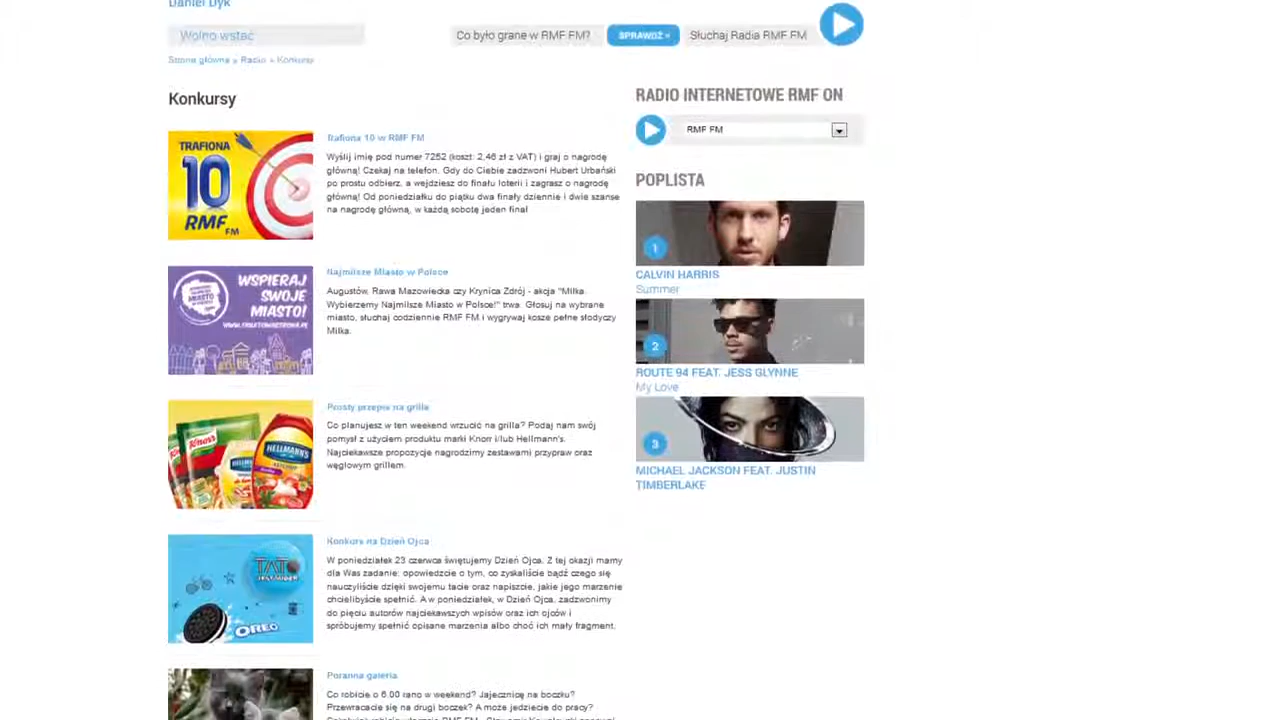 Daniel Dyk
Wolno wstać
Co było grane w RMF FM?
SPRAWDŹ »
Słuchaj Radia RMF FM
Strona główna » Radio » Konkursy
Konkursy
TRAFIONA
10
RMF FM
Trafiona 10 w RMF FM
Wyślij imię pod numer 7252 (koszt: 2,46 zł z VAT) i graj o nagrodę
główną! Czekaj na telefon. Gdy do Ciebie zadzwoni Hubert Urbański
po prostu odbierz, a wejdziesz do finału loterii i zagrasz o nagrodę
główną! Od poniedziałku do piątku dwa finały dziennie i dwie szanse
na nagrodę główną, w każdą sobotę jeden finał
WSPIERAJ
SWOJE
MIASTO!
MIASTO
Najmilsze Miasto w Polsce
Augustów, Rawa Mazowiecka czy Krynica Zdrój - akcja "Milka.
Wybierzemy Najmilsze Miasto w Polsce!" trwa. Głosuj na wybrane
miasto, słuchaj codziennie RMF FM i wygrywaj kosze pełne słodyczy
Milka.
Knorr
HELLMANN'S
Prosty przepis na grilla
Co planujesz w ten weekend wrzucić na grilla? Podaj nam swój
pomysł z użyciem produktu marki Knorr i/lub Hellmann's.
Najciekawsze propozycje nagrodzimy zestawami przypraw oraz
węglowym grillem.
TATO
JEST SUPER
OREO
Konkurs na Dzień Ojca
W poniedziałek 23 czerwca świętujemy Dzień Ojca. Z tej okazji mamy
dla Was zadanie: opowiedzcie o tym, co zyskaliście bądź czego się
nauczyliście dzięki swojemu tacie oraz napiszcie, jakie jego marzenie
chcielibyście spełnić. A w poniedziałek, w Dzień Ojca, zadzwonimy
do pięciu autorów najciekawszych wpisów oraz ich ojców i
spróbujemy spełnić opisane marzenia albo choć ich mały fragment.
Poranna galeria
Co robicie o 6.00 rano w weekend? Jajecznicę na boczku?
Przewracacie się na drugi boczek? A może jedziecie do pracy?
RADIO INTERNETOWE RMF ON
RMF FM
POPLISTA
1
CALVIN HARRIS
Summer
2
ROUTE 94 FEAT. JESS GLYNNE
My Love
3
MICHAEL JACKSON FEAT. JUSTIN
TIMBERLAKE